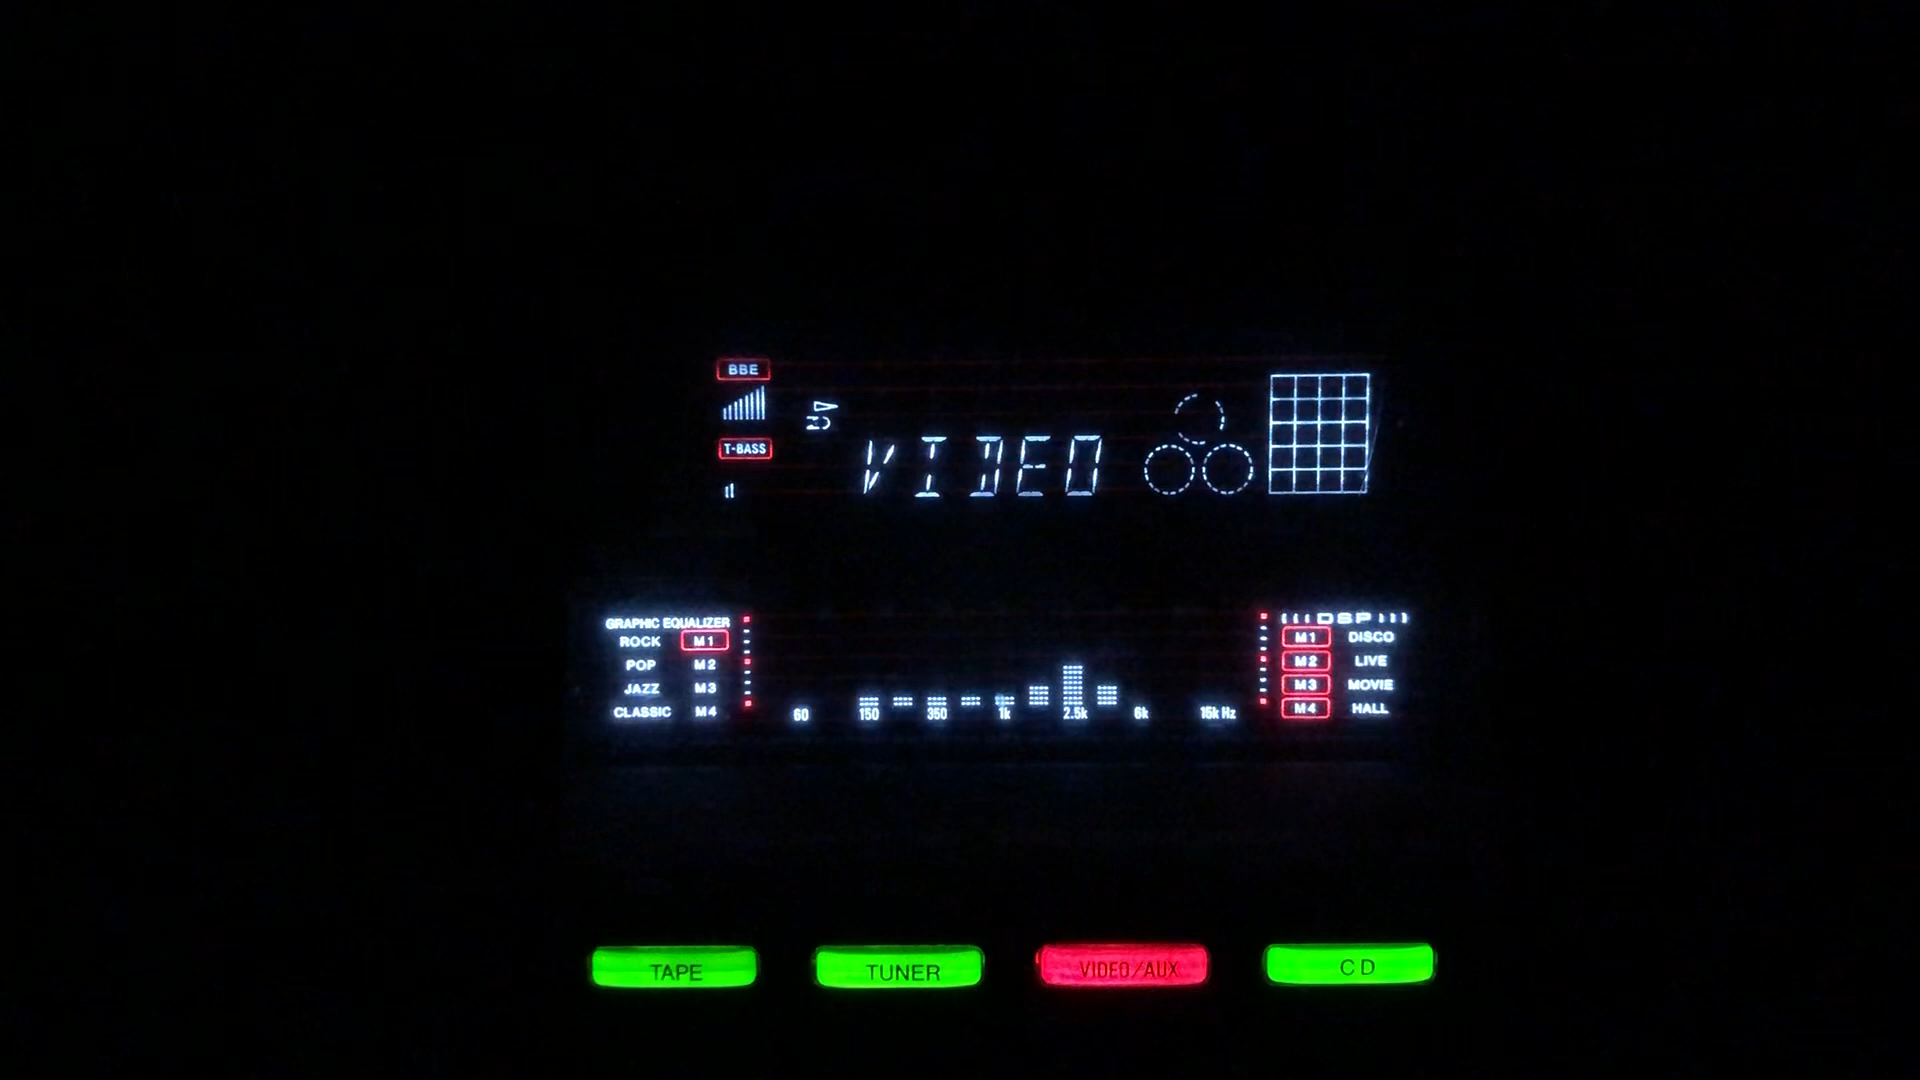 BBE
T-BASS
VIDEO
GRAPHIC EQUALIZER
ROCK M1
POP M2
JAZZ M3
CLASSIC M4
60 150 350 1k 2.5k 6k 15k Hz
DSP
M1 DISCO
M2 LIVE
M3 MOVIE
M4 HALL
TAPE TUNER VIDEO/AUX CD